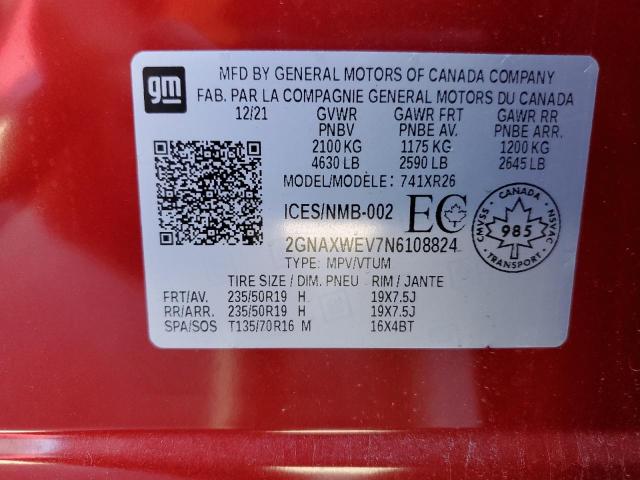 gm
MFD BY GENERAL MOTORS OF CANADA COMPANY
FAB. PAR LA COMPAGNIE GENERAL MOTORS DU CANADA
12/21 GVWR GAWR FRT GAWR RR
PNBV PNBE AV. PNBE ARR.
2100 KG 1175 KG 1200 KG
4630 LB 2590 LB 2645 LB
MODEL/MODÈLE: 741XR26
ICES/NMB-002 EC
CANADA
CMVSS 985 NSVAC
2GNAXWEV7N6108824
TYPE: MPV/VTUM
TIRE SIZE / DIM. PNEU RIM / JANTE
FRT/AV. 235/50R19 H 19X7.5J
RR/ARR. 235/50R19 H 19X7.5J
SPA/SOS T135/70R16 M 16X4BT